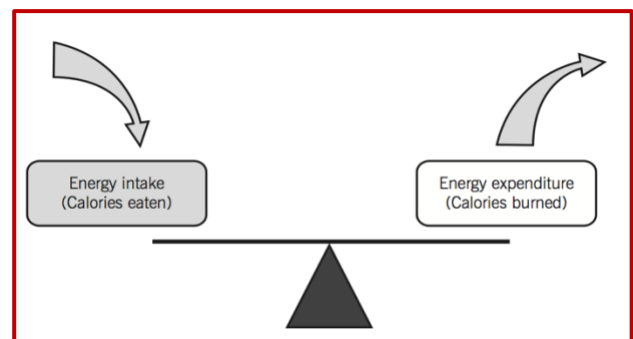 Energy intake
(Calories eaten)
Energy expenditure
(Calories burned)